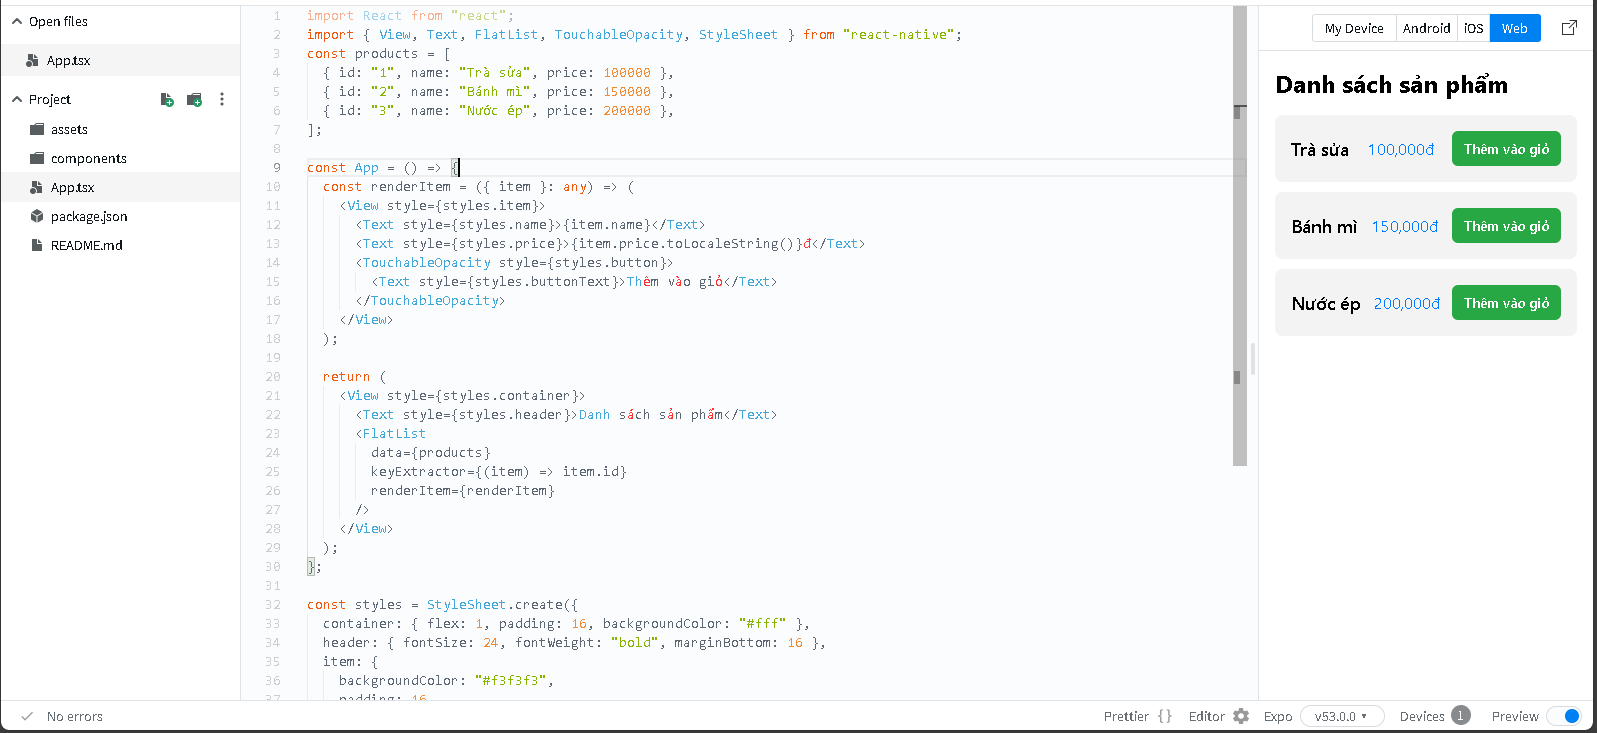 Open files
App.tsx
Project
assets
components
App.tsx
package.json
README.md
1 import React from "react";
2 import { View, Text, FlatList, TouchableOpacity, StyleSheet } from "react-native";
3 const products = [
4 { id: "1", name: "Trà sửa", price: 100000 },
5 { id: "2", name: "Bánh mì", price: 150000 },
6 { id: "3", name: "Nước ép", price: 200000 },
7 ];
8
9 const App = () => {
10 const renderItem = ({ item }: any) => (
11 <View style={styles.item}>
12 <Text style={styles.name}>{item.name}</Text>
13 <Text style={styles.price}>{item.price.toLocaleString()}đ</Text>
14 <TouchableOpacity style={styles.button}>
15 <Text style={styles.buttonText}>Thêm vào giỏ</Text>
16 </TouchableOpacity>
17 </View>
18 );
19
20 return (
21 <View style={styles.container}>
22 <Text style={styles.header}>Danh sách sản phẩm</Text>
23 <FlatList
24 data={products}
25 keyExtractor={(item) => item.id}
26 renderItem={renderItem}
27 />
28 </View>
29 );
30 };
31
32 const styles = StyleSheet.create({
33 container: { flex: 1, padding: 16, backgroundColor: "#fff" },
34 header: { fontSize: 24, fontWeight: "bold", marginBottom: 16 },
35 item: {
36 backgroundColor: "#f3f3f3",
37 padding: 16
My Device Android iOS Web
Danh sách sản phẩm
Trà sửa 100,000đ Thêm vào giỏ
Bánh mì 150,000đ Thêm vào giỏ
Nước ép 200,000đ Thêm vào giỏ
No errors
Prettier {} Editor Expo v53.0.0 Devices 1 Preview